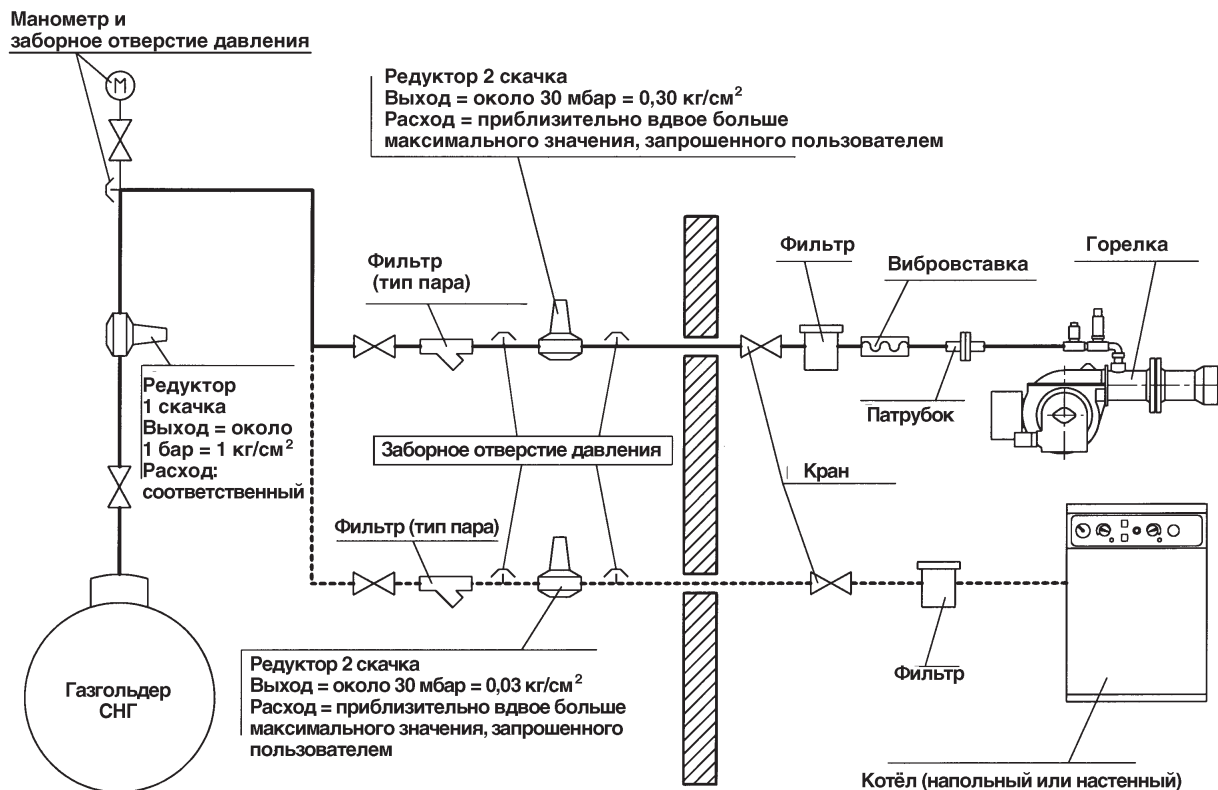 Манометр и
заборное отверстие давления
М
Редуктор 2 скачка
Выход = около 30 мбар = 0,30 кг/см²
Расход = приблизительно вдвое больше
максимального значения, запрошенного пользователем
Фильтр
(тип пара)
Фильтр
Вибровставка
Горелка
Редуктор
1 скачка
Выход = около
1 бар = 1 кг/см²
Расход:
соответственный
Патрубок
Заборное отверстие давления
Кран
Фильтр (тип пара)
Газгольдер
СНГ
Редуктор 2 скачка
Выход = около 30 мбар = 0,03 кг/см²
Расход = приблизительно вдвое больше
максимального значения, запрошенного
пользователем
Фильтр
Котёл (напольный или настенный)